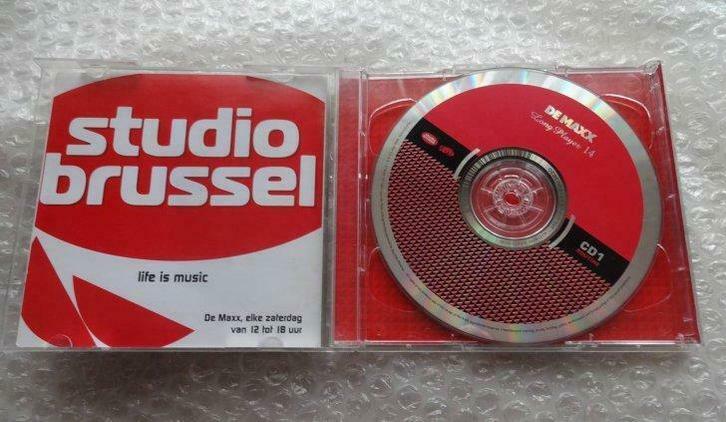 studio
brussel
life is music
De Maxx, elke zaterdag
van 12 tot 18 uur
DE MAXX
Long Player 14
CD1